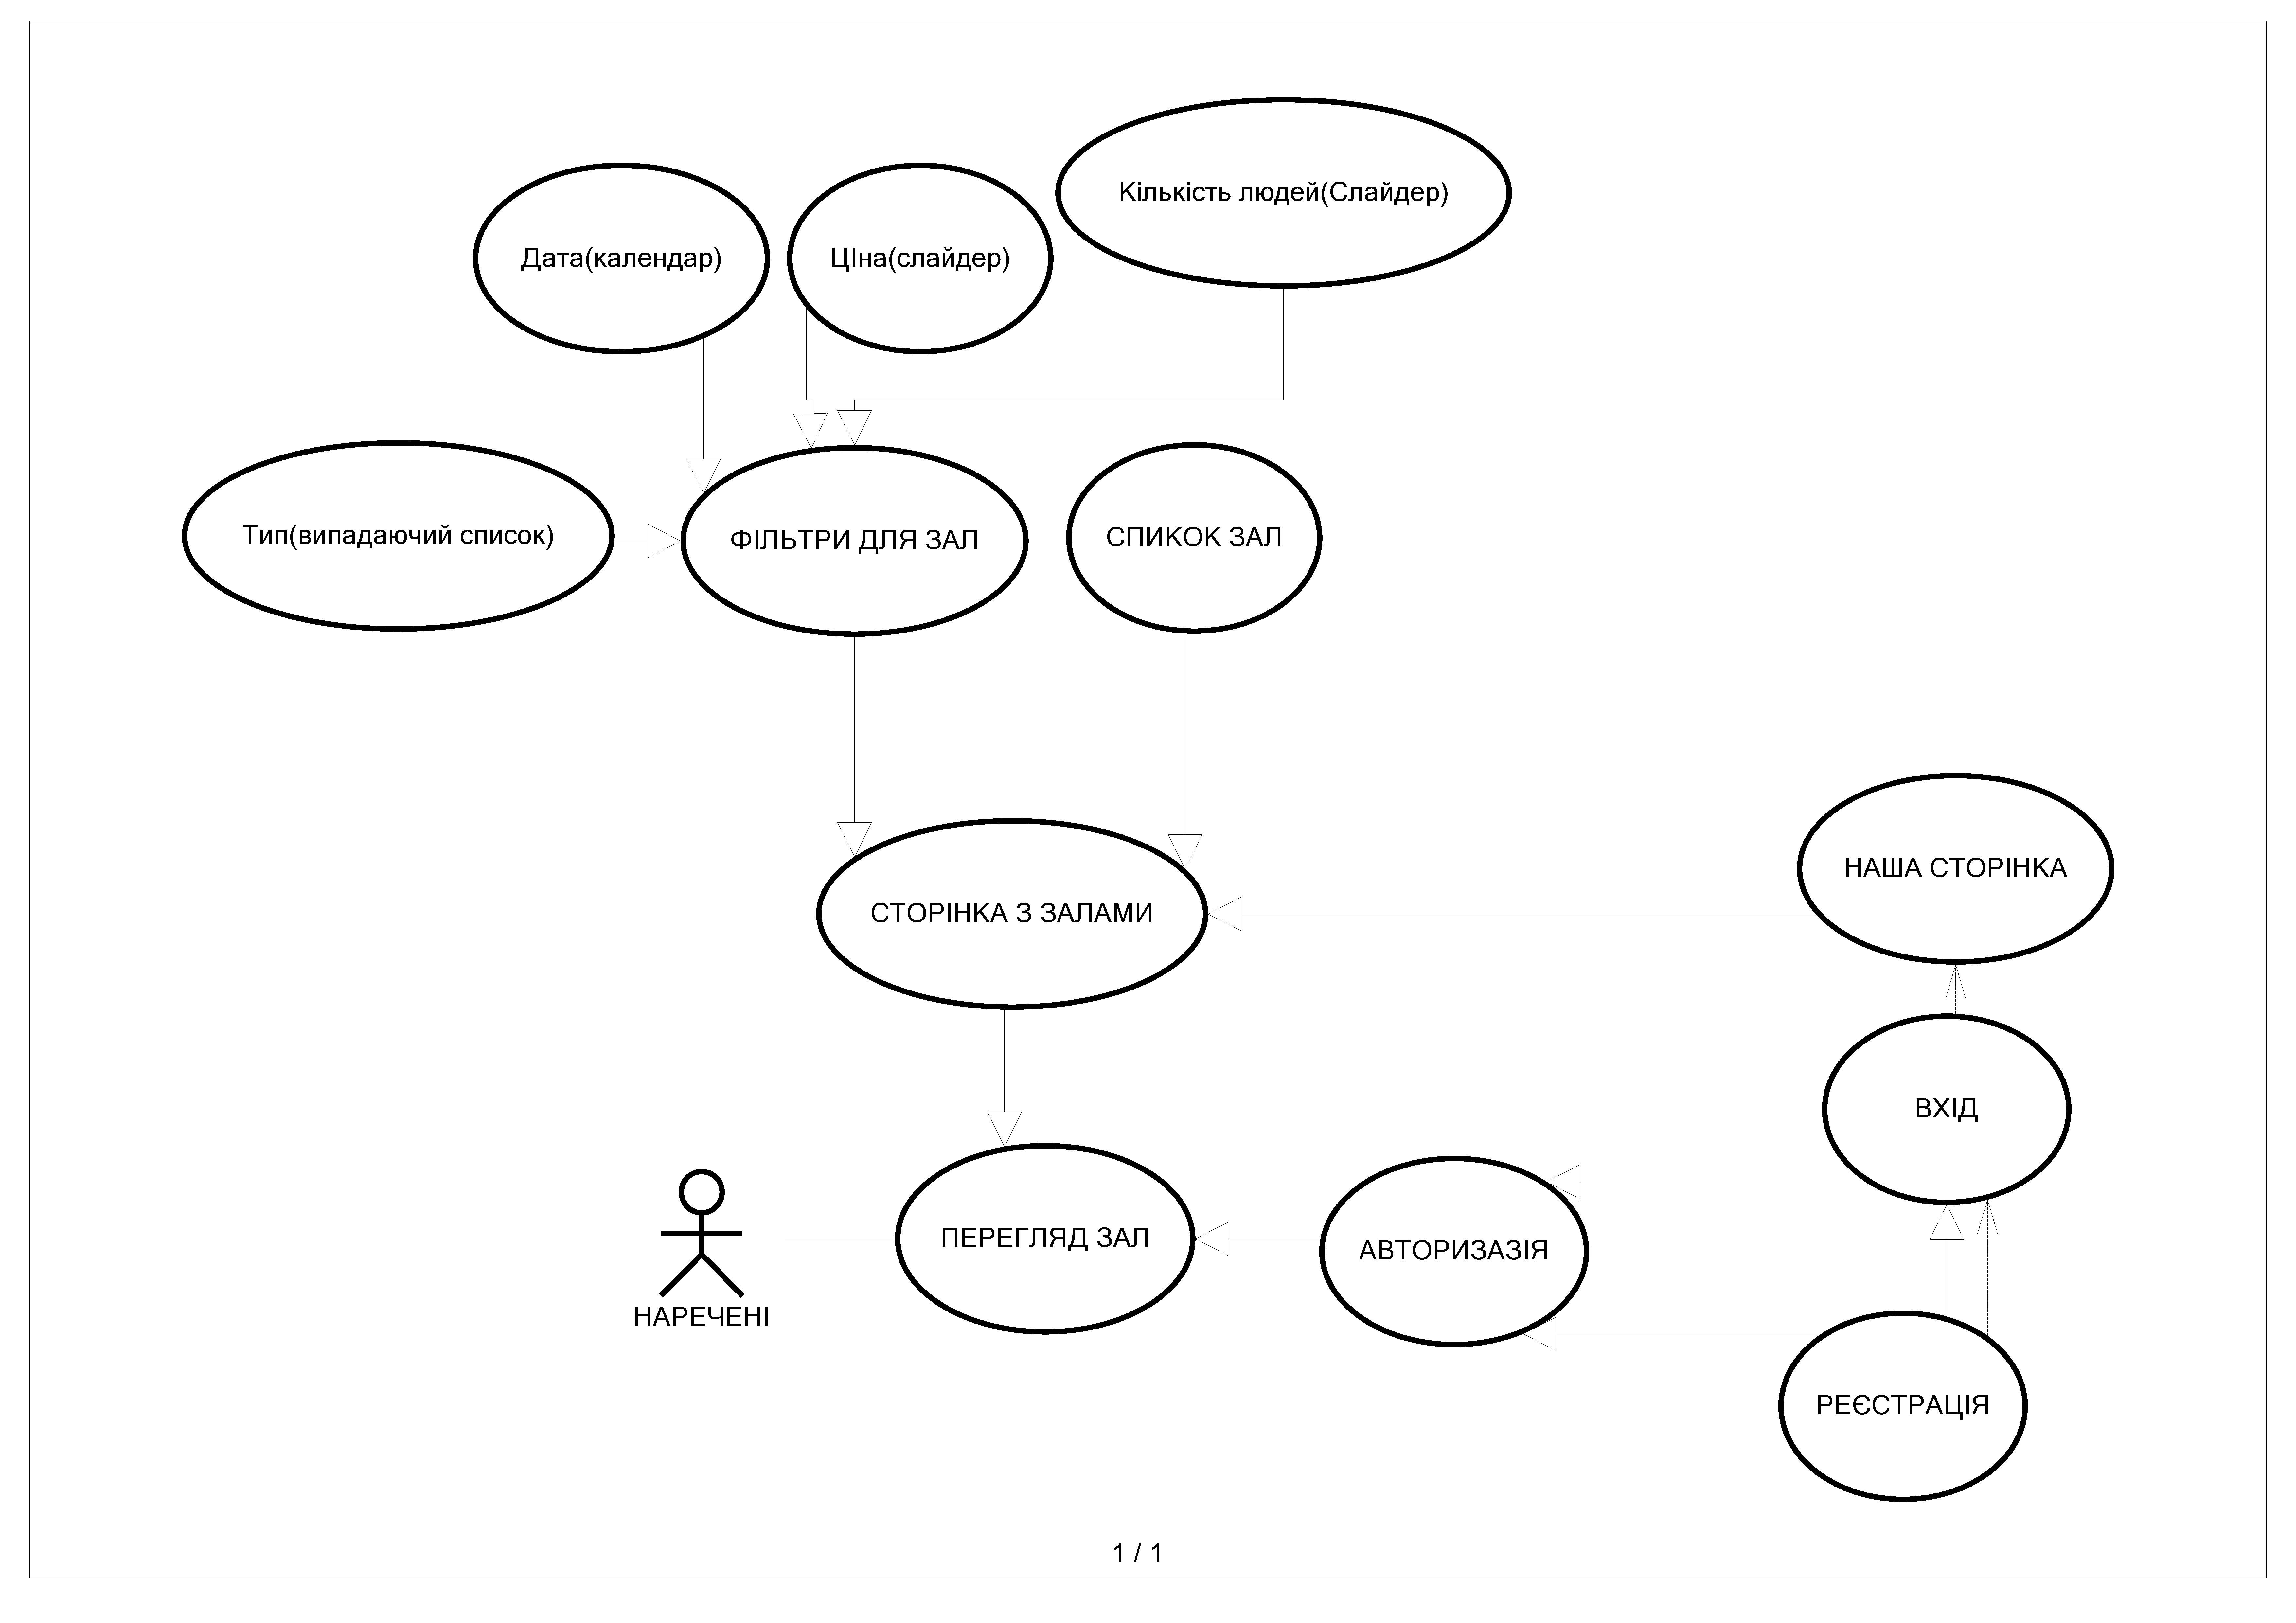 Кількість людей(Слайдер)
Дата(календар)
ЦІна(слайдер)
Тип(випадаючий список)
ФІЛЬТРИ ДЛЯ ЗАЛ
СПИКОК ЗАЛ
НАША СТОРІНКА
СТОРІНКА З ЗАЛАМИ
ВХІД
ПЕРЕГЛЯД ЗАЛ
АВТОРИЗАЗІЯ
НАРЕЧЕНІ
РЕЄСТРАЦІЯ
1 / 1